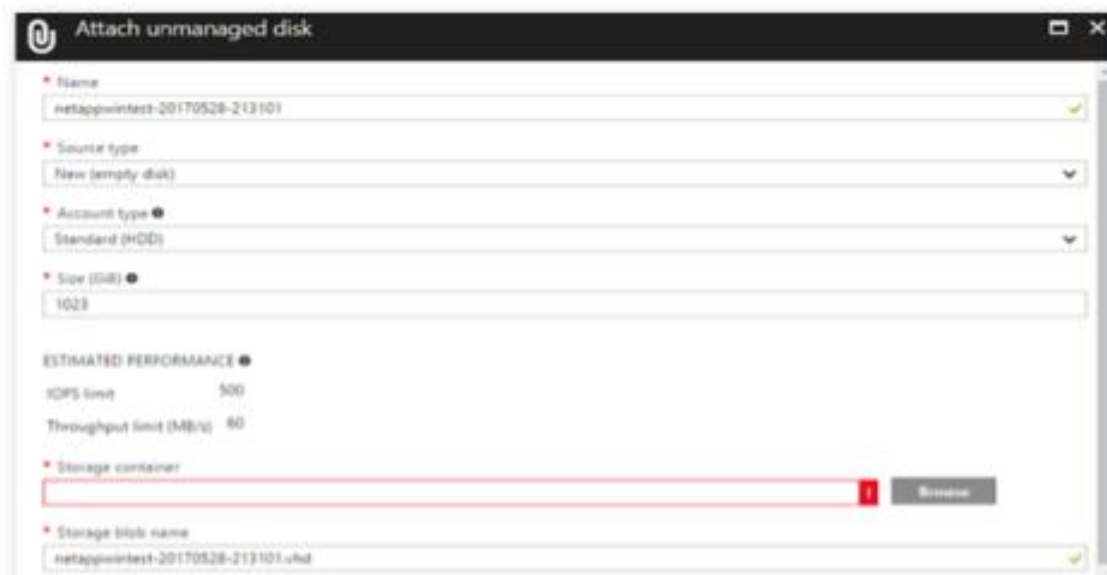 Attach unmanaged disk
* Name
netappwintest-20170528-213101
* Source type
New (empty disk)
* Account type
Standard (HDD)
* Size (GiB)
1023
ESTIMATED PERFORMANCE
IOPS limit 500
Throughput limit (MB/s) 60
* Storage container
! Browse
* Storage blob name
netappwintest-20170528-213101.vhd